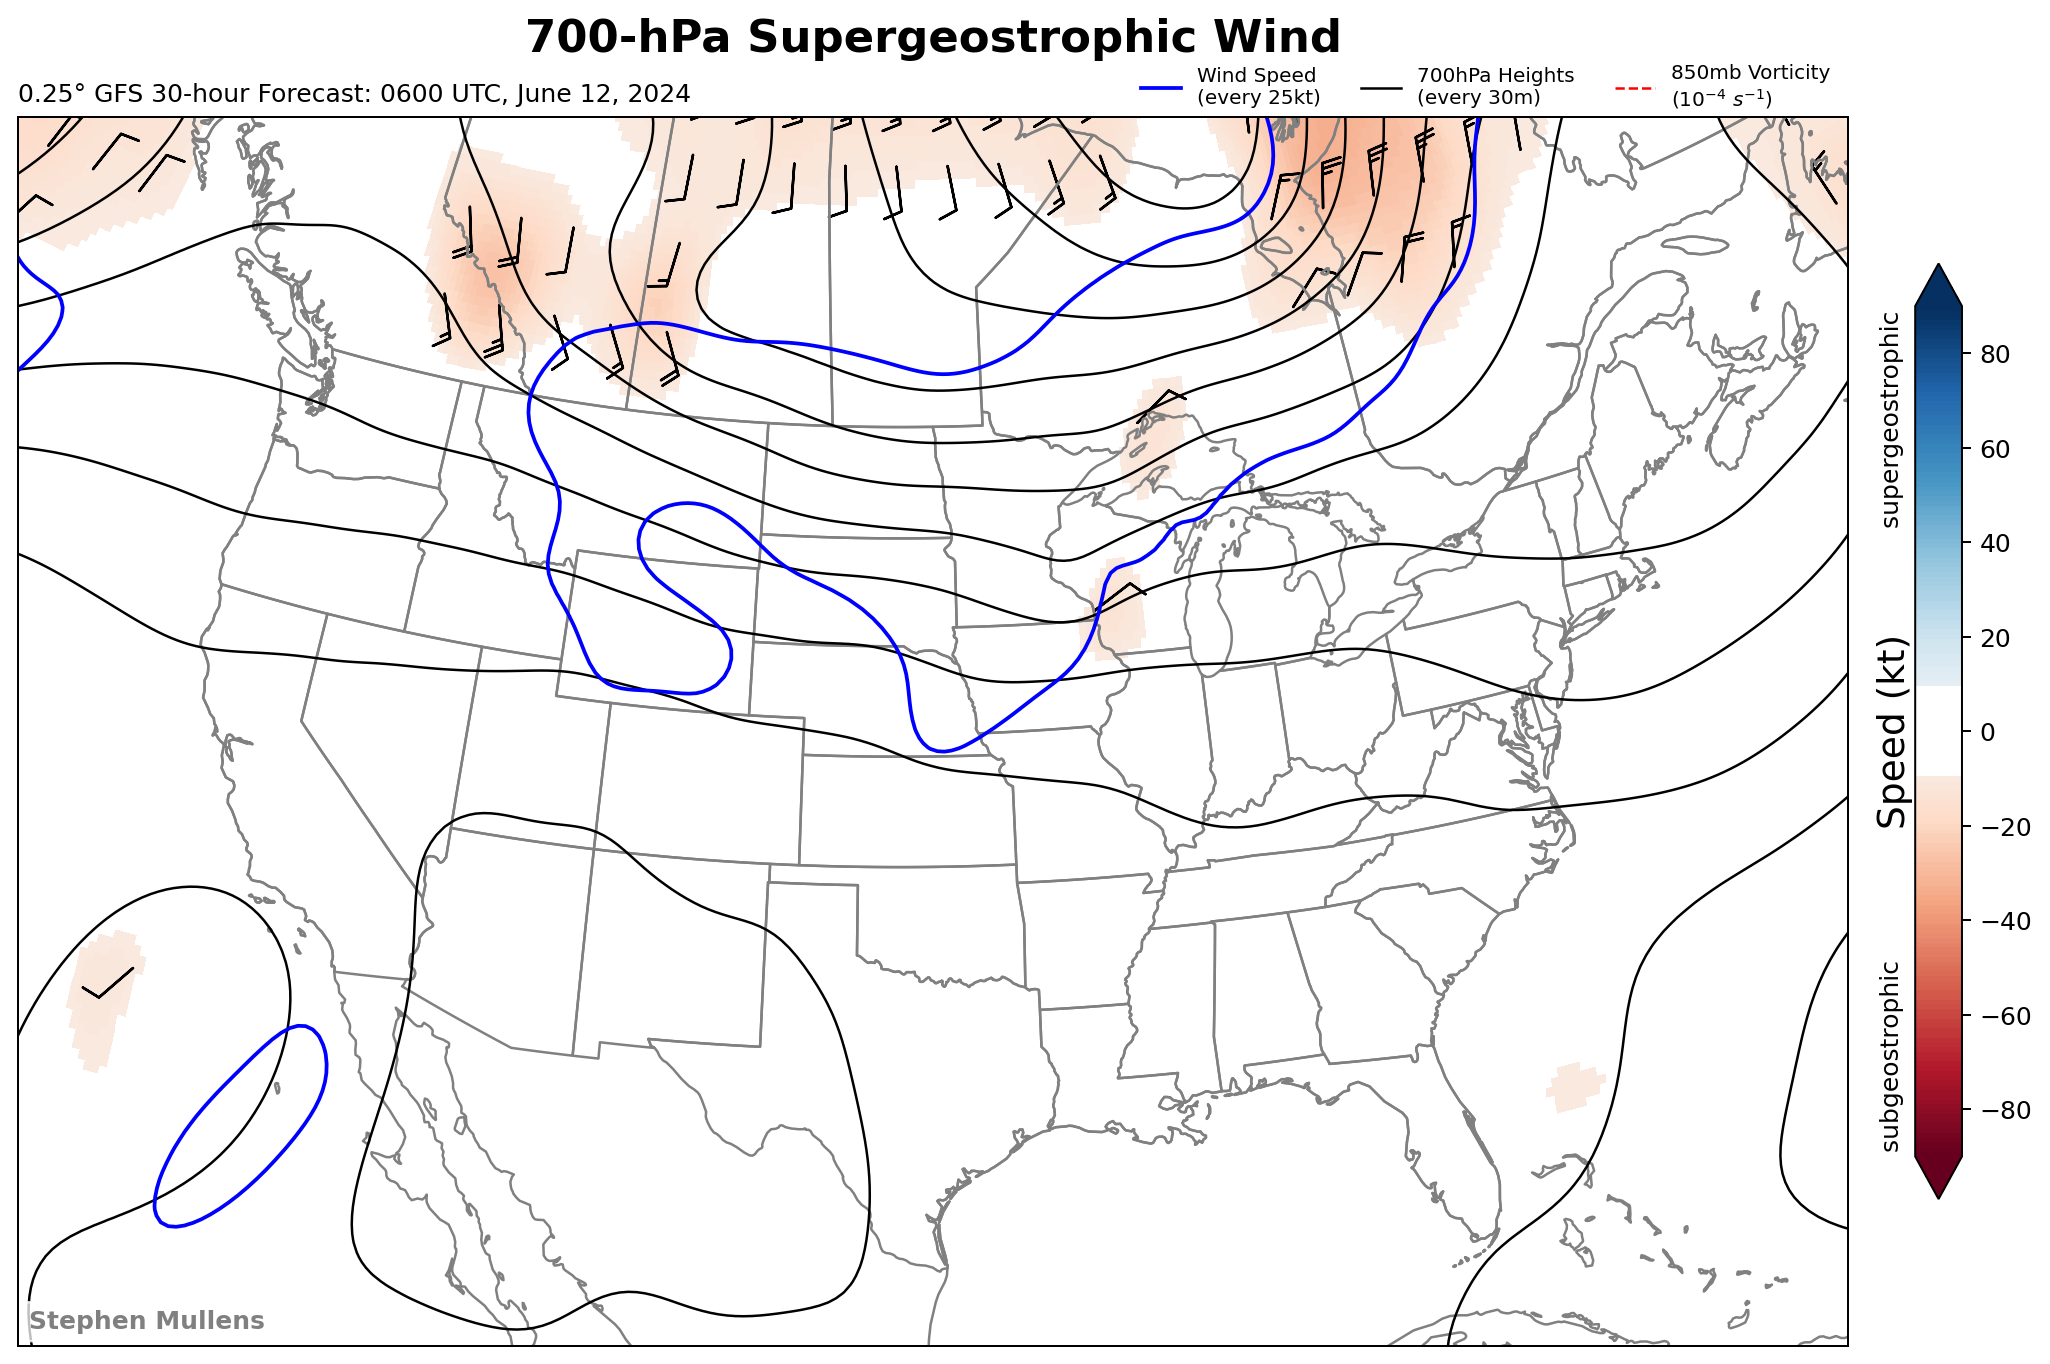 700-hPa Supergeostrophic Wind
0.25° GFS 30-hour Forecast: 0600 UTC, June 12, 2024
Wind Speed
(every 25kt)
700hPa Heights
(every 30m)
850mb Vorticity
(10⁻⁴ s⁻¹)
supergeostrophic
Speed (kt)
subgeostrophic
80
60
40
20
0
−20
−40
−60
−80
Stephen Mullens